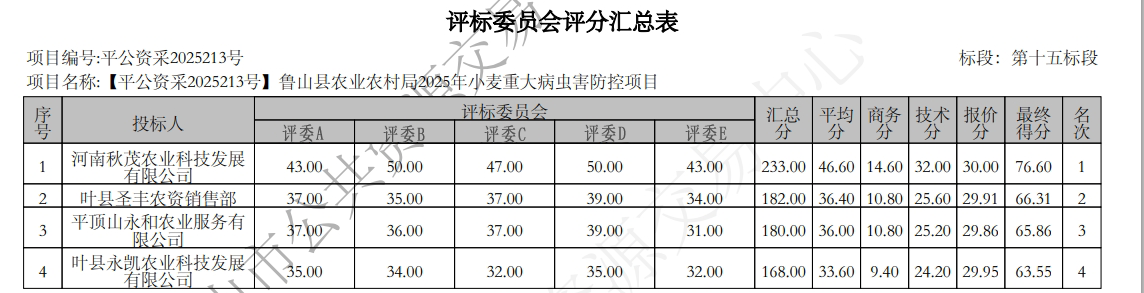 评标委员会评分汇总表
项目编号:平公资采2025213号 标段：第十五标段
项目名称:【平公资采2025213号】鲁山县农业农村局2025年小麦重大病虫害防控项目
序号 投标人 评标委员会 汇总分 平均分 商务分 技术分 报价分 最终得分 名次
评委A 评委B 评委C 评委D 评委E
1 河南秋茂农业科技发展有限公司 43.00 50.00 47.00 50.00 43.00 233.00 46.60 14.60 32.00 30.00 76.60 1
2 叶县圣丰农资销售部 37.00 35.00 37.00 39.00 34.00 182.00 36.40 10.80 25.60 29.91 66.31 2
3 平顶山永和农业服务有限公司 37.00 36.00 37.00 39.00 31.00 180.00 36.00 10.80 25.20 29.86 65.86 3
4 叶县永凯农业科技发展有限公司 35.00 34.00 32.00 35.00 32.00 168.00 33.60 9.40 24.20 29.95 63.55 4